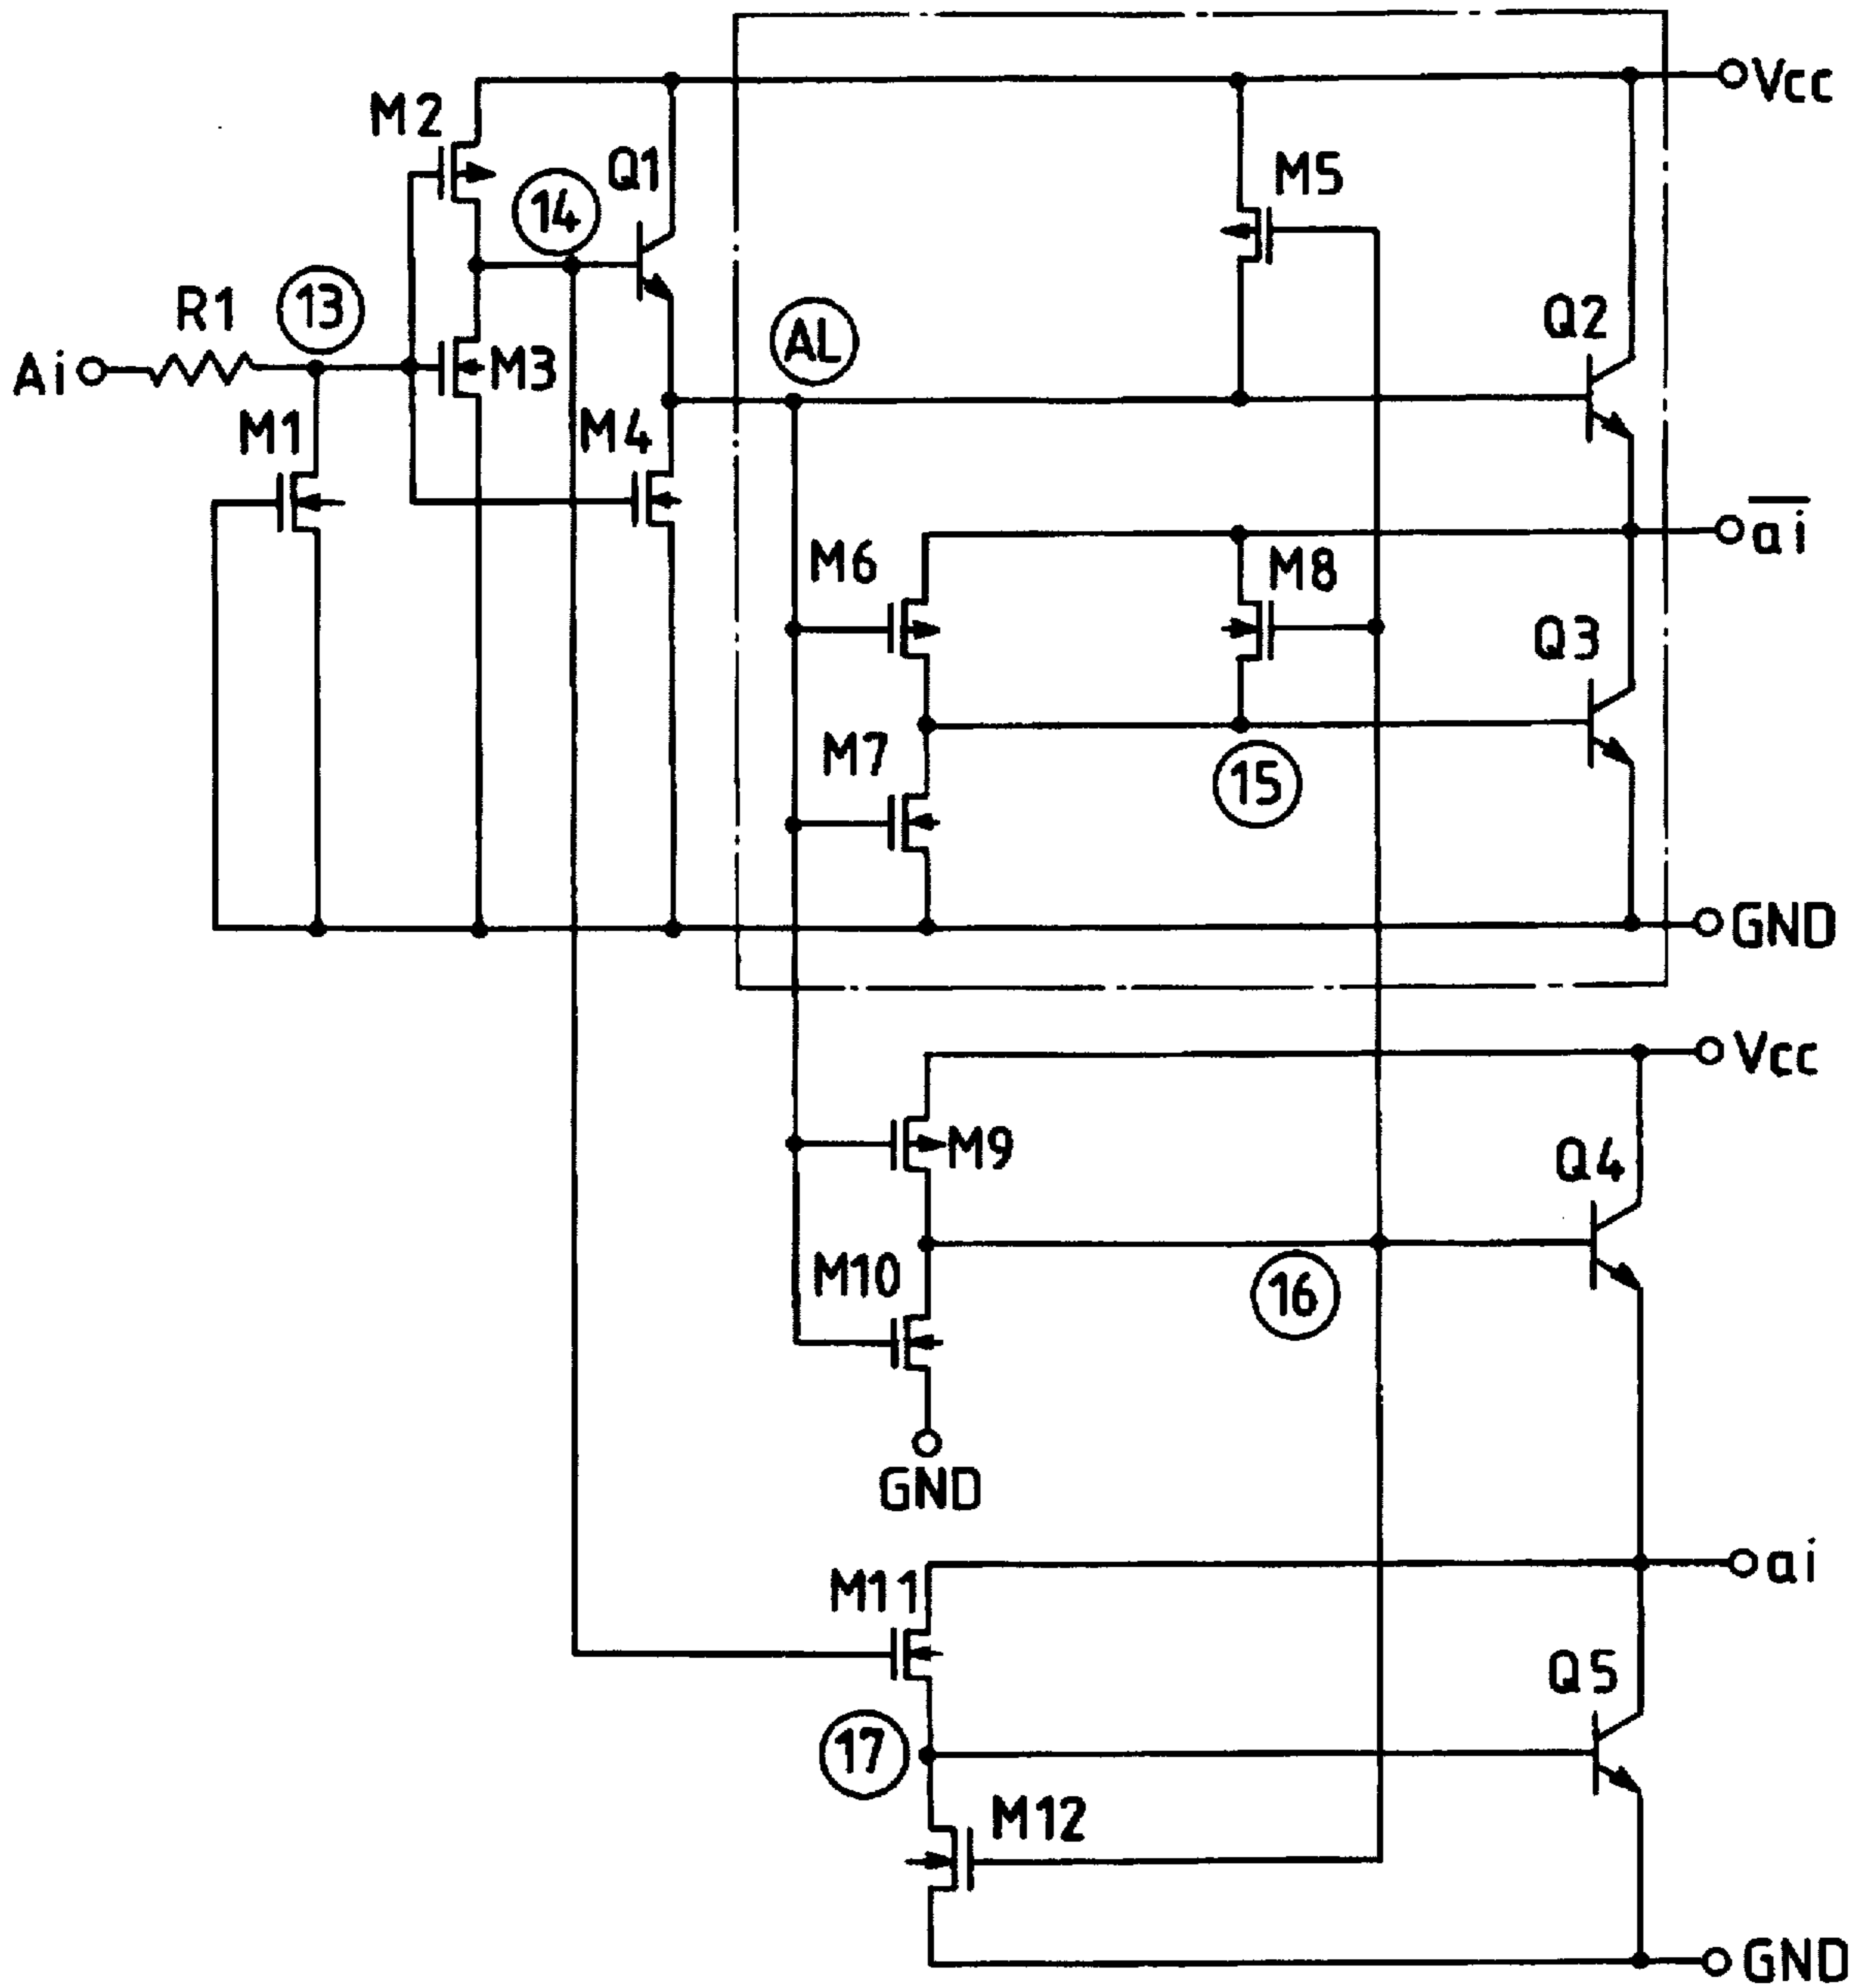 Vcc
M2
Q1
M5
14
R1
13
Q2
AL
Ai
M3
M1
M4
a̅i̅
M6
M8
Q3
M7
15
GND
Vcc
M9
Q4
M10
16
GND
M11
ai
Q5
17
M12
GND